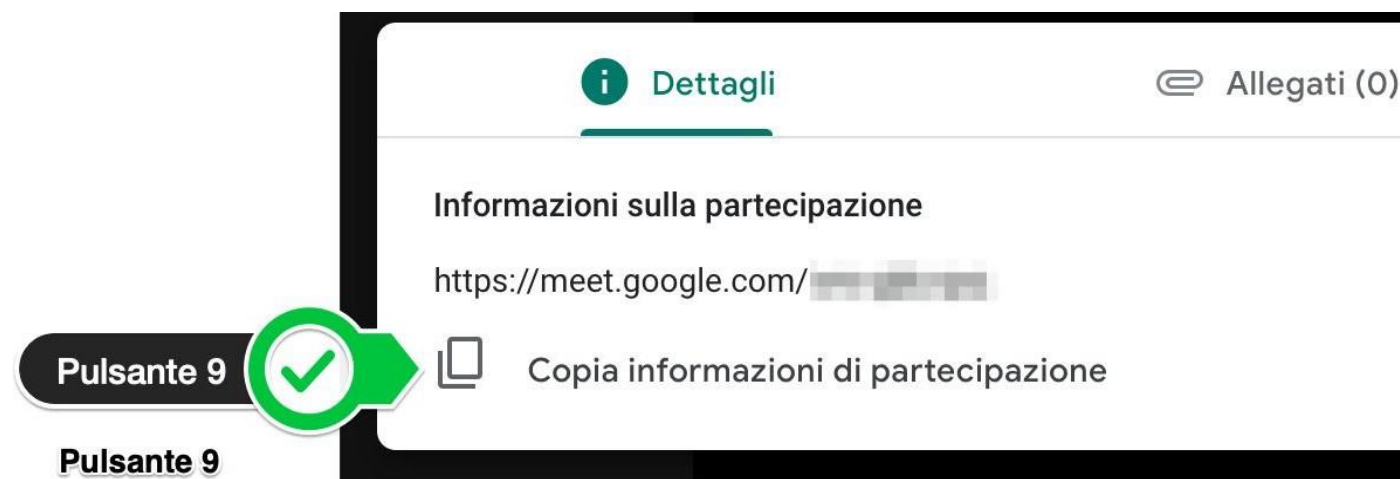 Dettagli
Allegati (0)
Informazioni sulla partecipazione
https://meet.google.com/
Pulsante 9
Copia informazioni di partecipazione
Pulsante 9